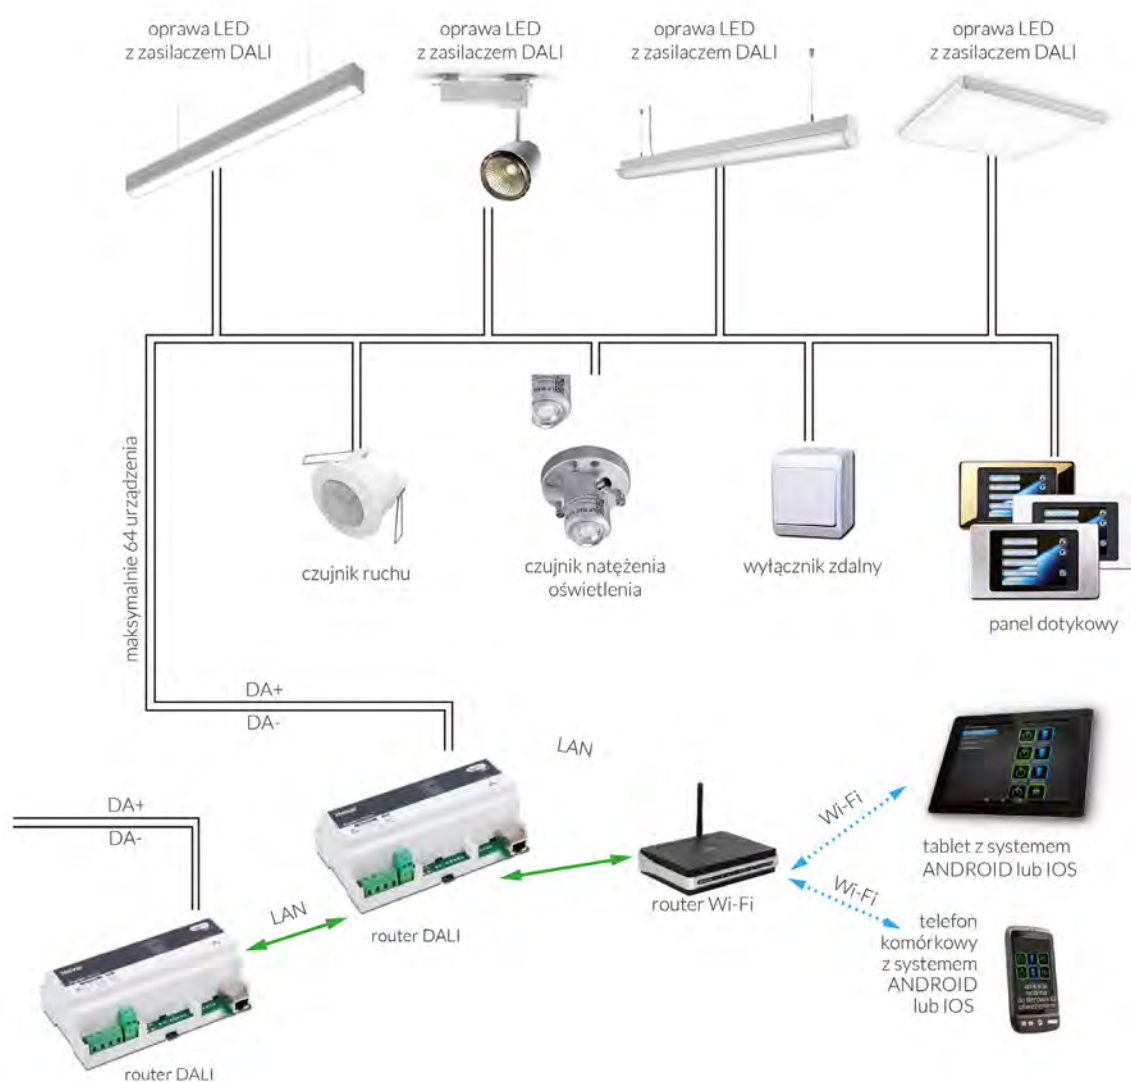 oprawa LED
z zasilaczem DALI
oprawa LED
z zasilaczem DALI
oprawa LED
z zasilaczem DALI
oprawa LED
z zasilaczem DALI
maksymalnie 64 urządzenia
czujnik ruchu
czujnik natężenia
oświetlenia
wyłącznik zdalny
panel dotykowy
DA+
DA-
LAN
DA+
DA-
Wi-Fi
tablet z systemem
ANDROID lub IOS
Wi-Fi
router Wi-Fi
LAN
router DALI
telefon
komórkowy
z systemem
ANDROID
lub IOS
router DALI